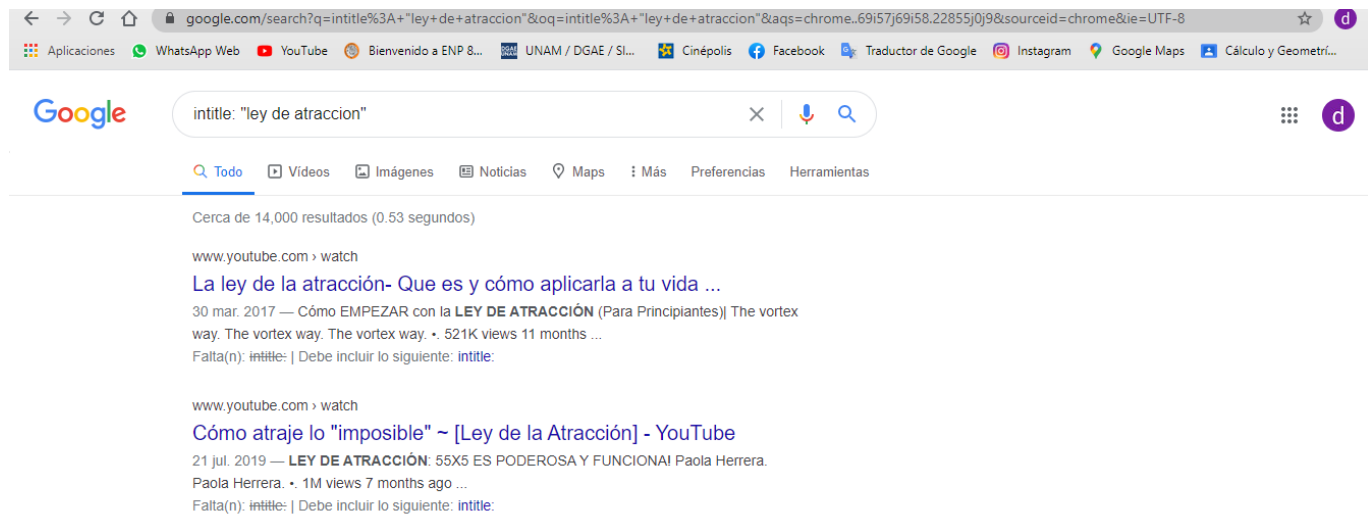 google.com/search?q=intitle%3A+"ley+de+atraccion"&oq=intitle%3A+"ley+de+atraccion"&aqs=chrome..69i57j69i58.22855j0j9&sourceid=chrome&ie=UTF-8 d
Aplicaciones WhatsApp Web YouTube Bienvenido a ENP 8... UNAM / DGAE / SI... Cinépolis Facebook Traductor de Google Instagram Google Maps Cálculo y Geometrí...
Google intitle: "ley de atraccion" d
Todo Vídeos Imágenes Noticias Maps Más Preferencias Herramientas
Cerca de 14,000 resultados (0.53 segundos)
www.youtube.com › watch
La ley de la atracción- Que es y cómo aplicarla a tu vida ...
30 mar. 2017 — Cómo EMPEZAR con la LEY DE ATRACCIÓN (Para Principiantes)| The vortex
way. The vortex way. The vortex way. •. 521K views 11 months ...
Falta(n): intitle: | Debe incluir lo siguiente: intitle:
www.youtube.com › watch
Cómo atraje lo "imposible" ~ [Ley de la Atracción] - YouTube
21 jul. 2019 — LEY DE ATRACCIÓN: 55X5 ES PODEROSA Y FUNCIONA! Paola Herrera.
Paola Herrera. •. 1M views 7 months ago ...
Falta(n): intitle: | Debe incluir lo siguiente: intitle: